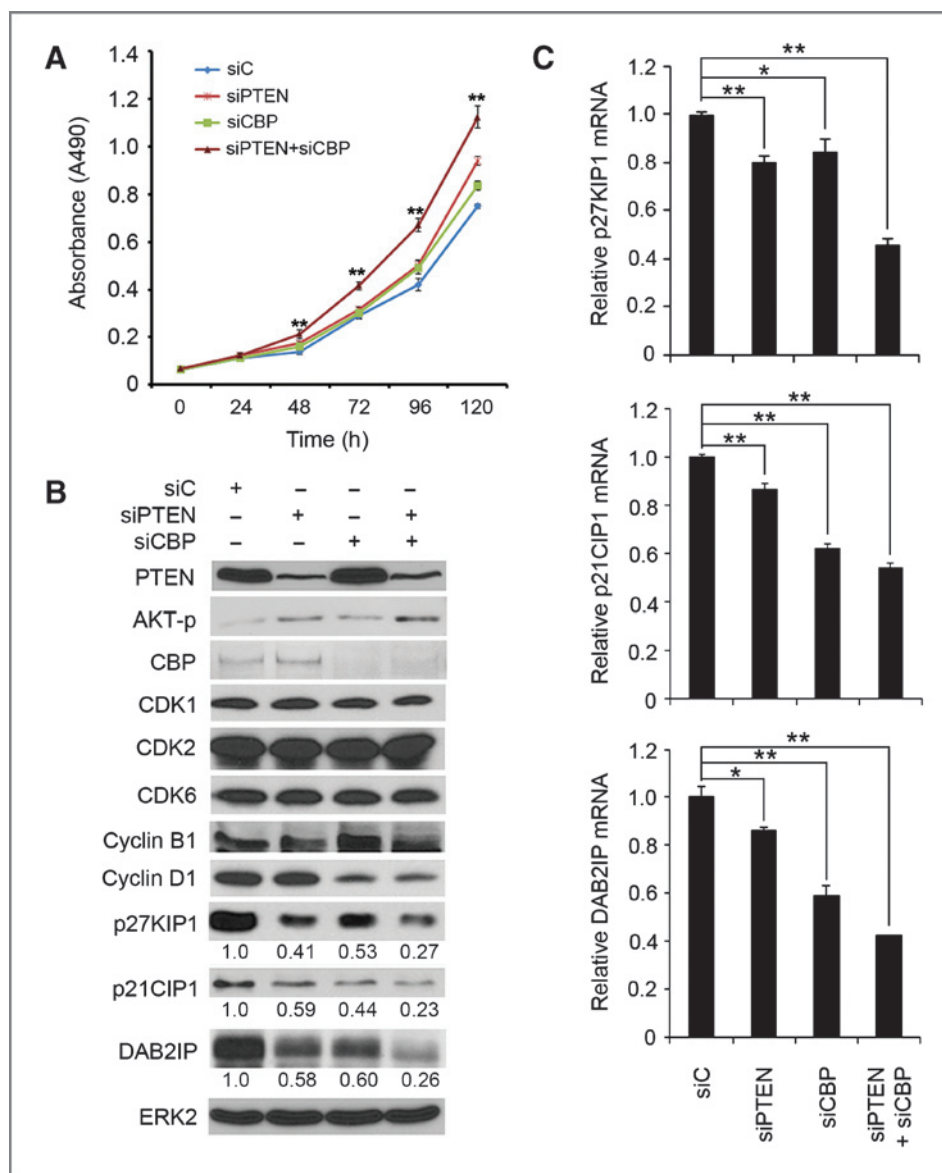 A
1.4
1.2
1.0
0.8
0.6
0.4
0.2
0
Absorbance (A490)
siC
siPTEN
siCBP
siPTEN+siCBP
**
**
**
**
**
0 24 48 72 96 120
Time (h)
B
siC + – – –
siPTEN – + – +
siCBP – – + +
PTEN
AKT-p
CBP
CDK1
CDK2
CDK6
Cyclin B1
Cyclin D1
p27KIP1
1.0 0.41 0.53 0.27
p21CIP1
1.0 0.59 0.44 0.23
DAB2IP
1.0 0.58 0.60 0.26
ERK2
C
Relative p27KIP1 mRNA
1.2
1.0
0.8
0.6
0.4
0.2
0
**
*
**
Relative p21CIP1 mRNA
1.2
1.0
0.8
0.6
0.4
0.2
0
**
**
**
Relative DAB2IP mRNA
1.2
1.0
0.8
0.6
0.4
0.2
0
**
**
*
siC
siPTEN
siCBP
siPTEN
+ siCBP